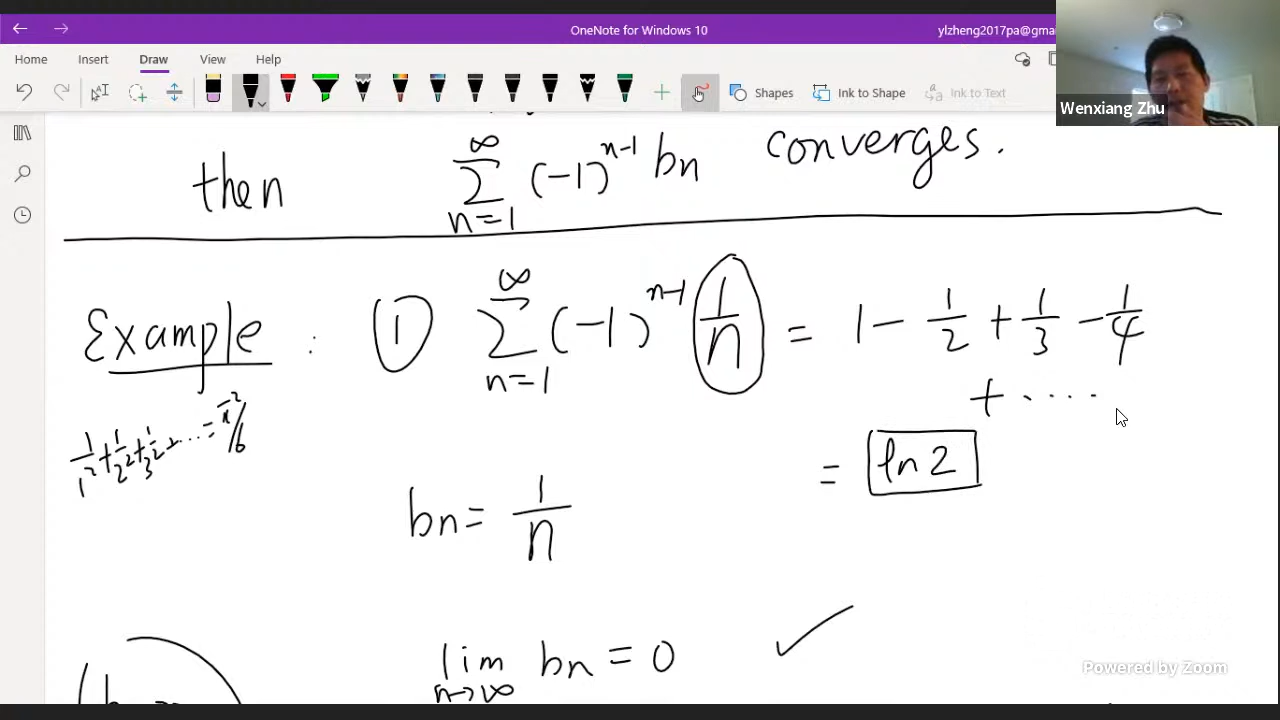 OneNote for Windows 10
ylzheng2017pa@gma
Home Insert Draw View Help
Shapes Ink to Shape Ink to Text
Wenxiang Zhu
then ∞ Σ n=1 (-1)^{n-1} bn converges.
Example : ① ∞ Σ n=1 (-1)^{n-1} 1/n = 1 - 1/2 + 1/3 - 1/4
+ ....
1/1² + 1/2² + 1/3² + ... = π²/6
= ln 2
bn = 1/n
lim n→∞ bn = 0 ✓
Powered by Zoom